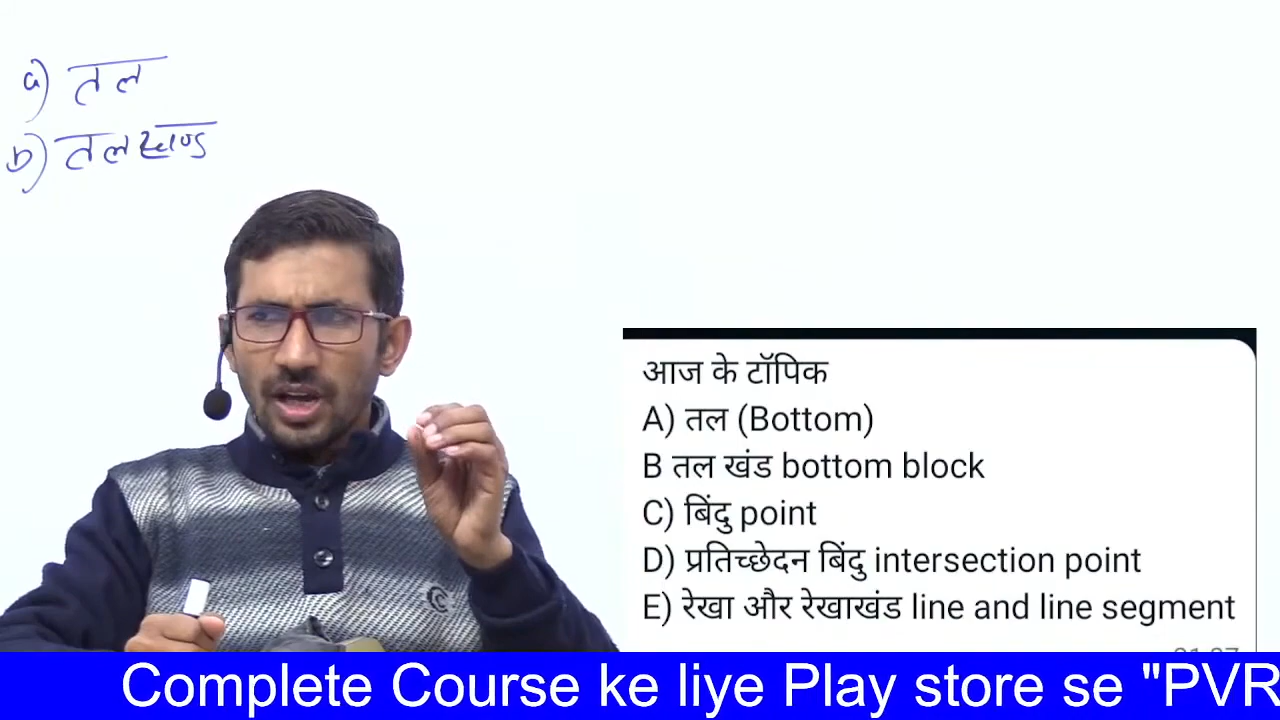 a) तल
b) तलखण्ड
आज के टॉपिक
A) तल (Bottom)
B तल खंड bottom block
C) बिंदु point
D) प्रतिच्छेदन बिंदु intersection point
E) रेखा और रेखाखंड line and line segment
Complete Course ke liye Play store se "PVR